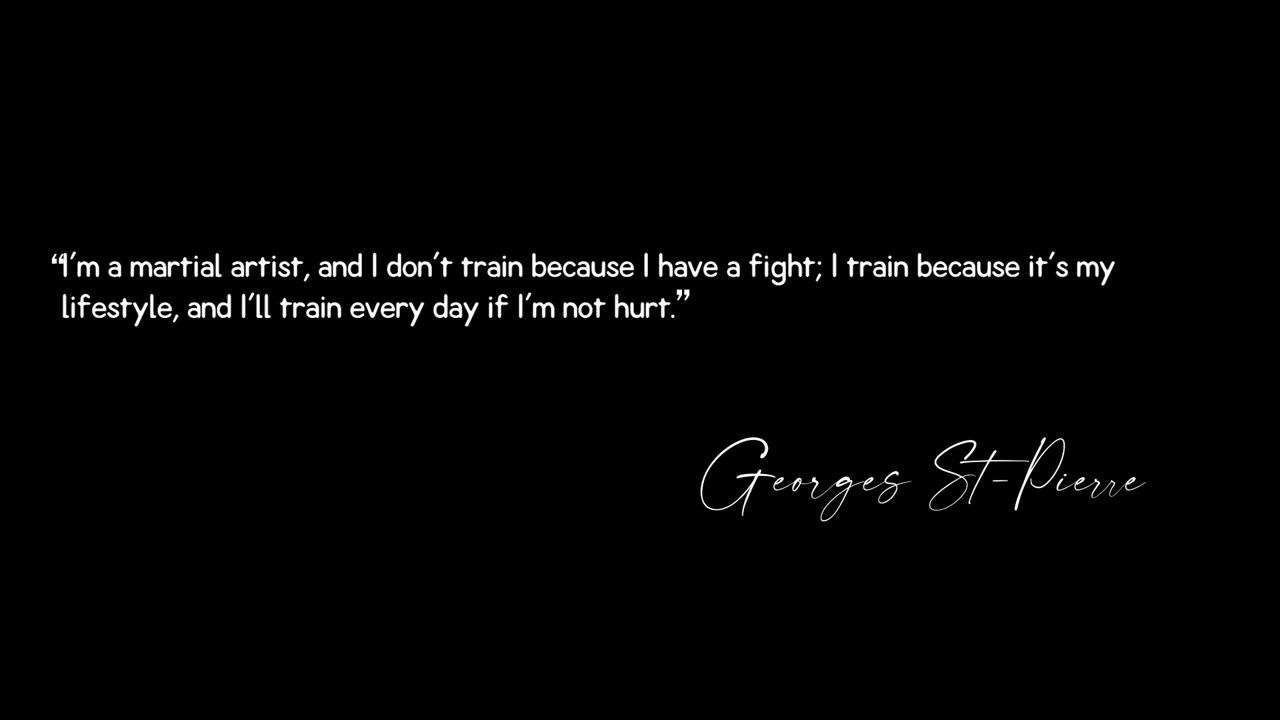 “I’m a martial artist, and I don’t train because I have a fight; I train because it’s my
lifestyle, and I’ll train every day if I’m not hurt.”
Georges St-Pierre